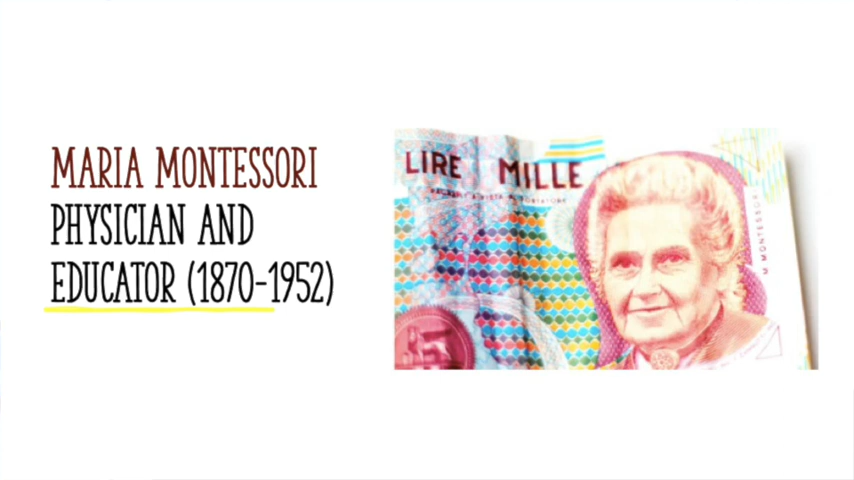 MARIA MONTESSORI
PHYSICIAN AND
EDUCATOR (1870-1952)
LIRE MILLE
M. MONTESSORI